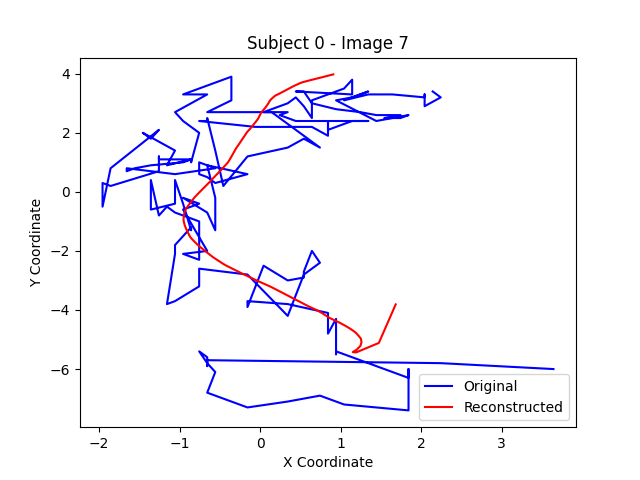 Subject 0 - Image 7
Y Coordinate
4
2
0
−2
−4
−6
−2
−1
0
1
2
3
X Coordinate
Original
Reconstructed